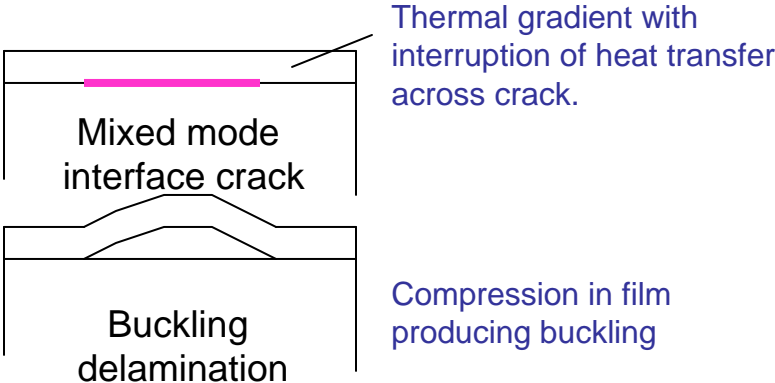 Thermal gradient with
interruption of heat transfer
across crack.
Mixed mode
interface crack
Compression in film
producing buckling
Buckling
delamination